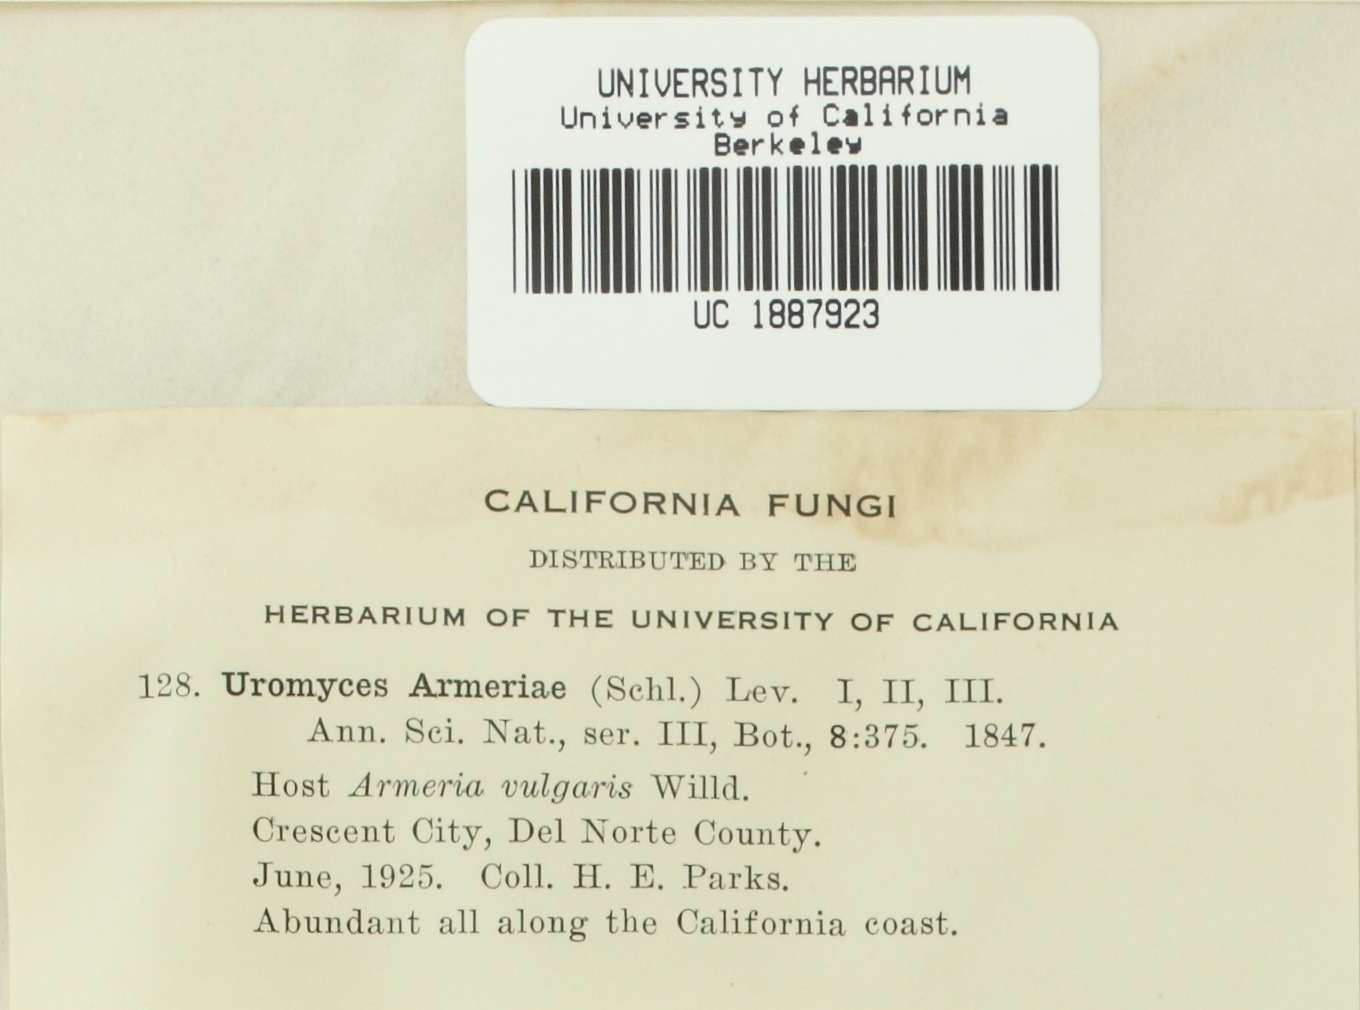 UNIVERSITY HERBARIUM
University of California
Berkeley
UC 1887923
CALIFORNIA FUNGI
DISTRIBUTED BY THE
HERBARIUM OF THE UNIVERSITY OF CALIFORNIA
128. Uromyces Armeriae (Schl.) Lev. I, II, III.
Ann. Sci. Nat., ser. III, Bot., 8:375. 1847.
Host Armeria vulgaris Willd.
Crescent City, Del Norte County.
June, 1925. Coll. H. E. Parks.
Abundant all along the California coast.